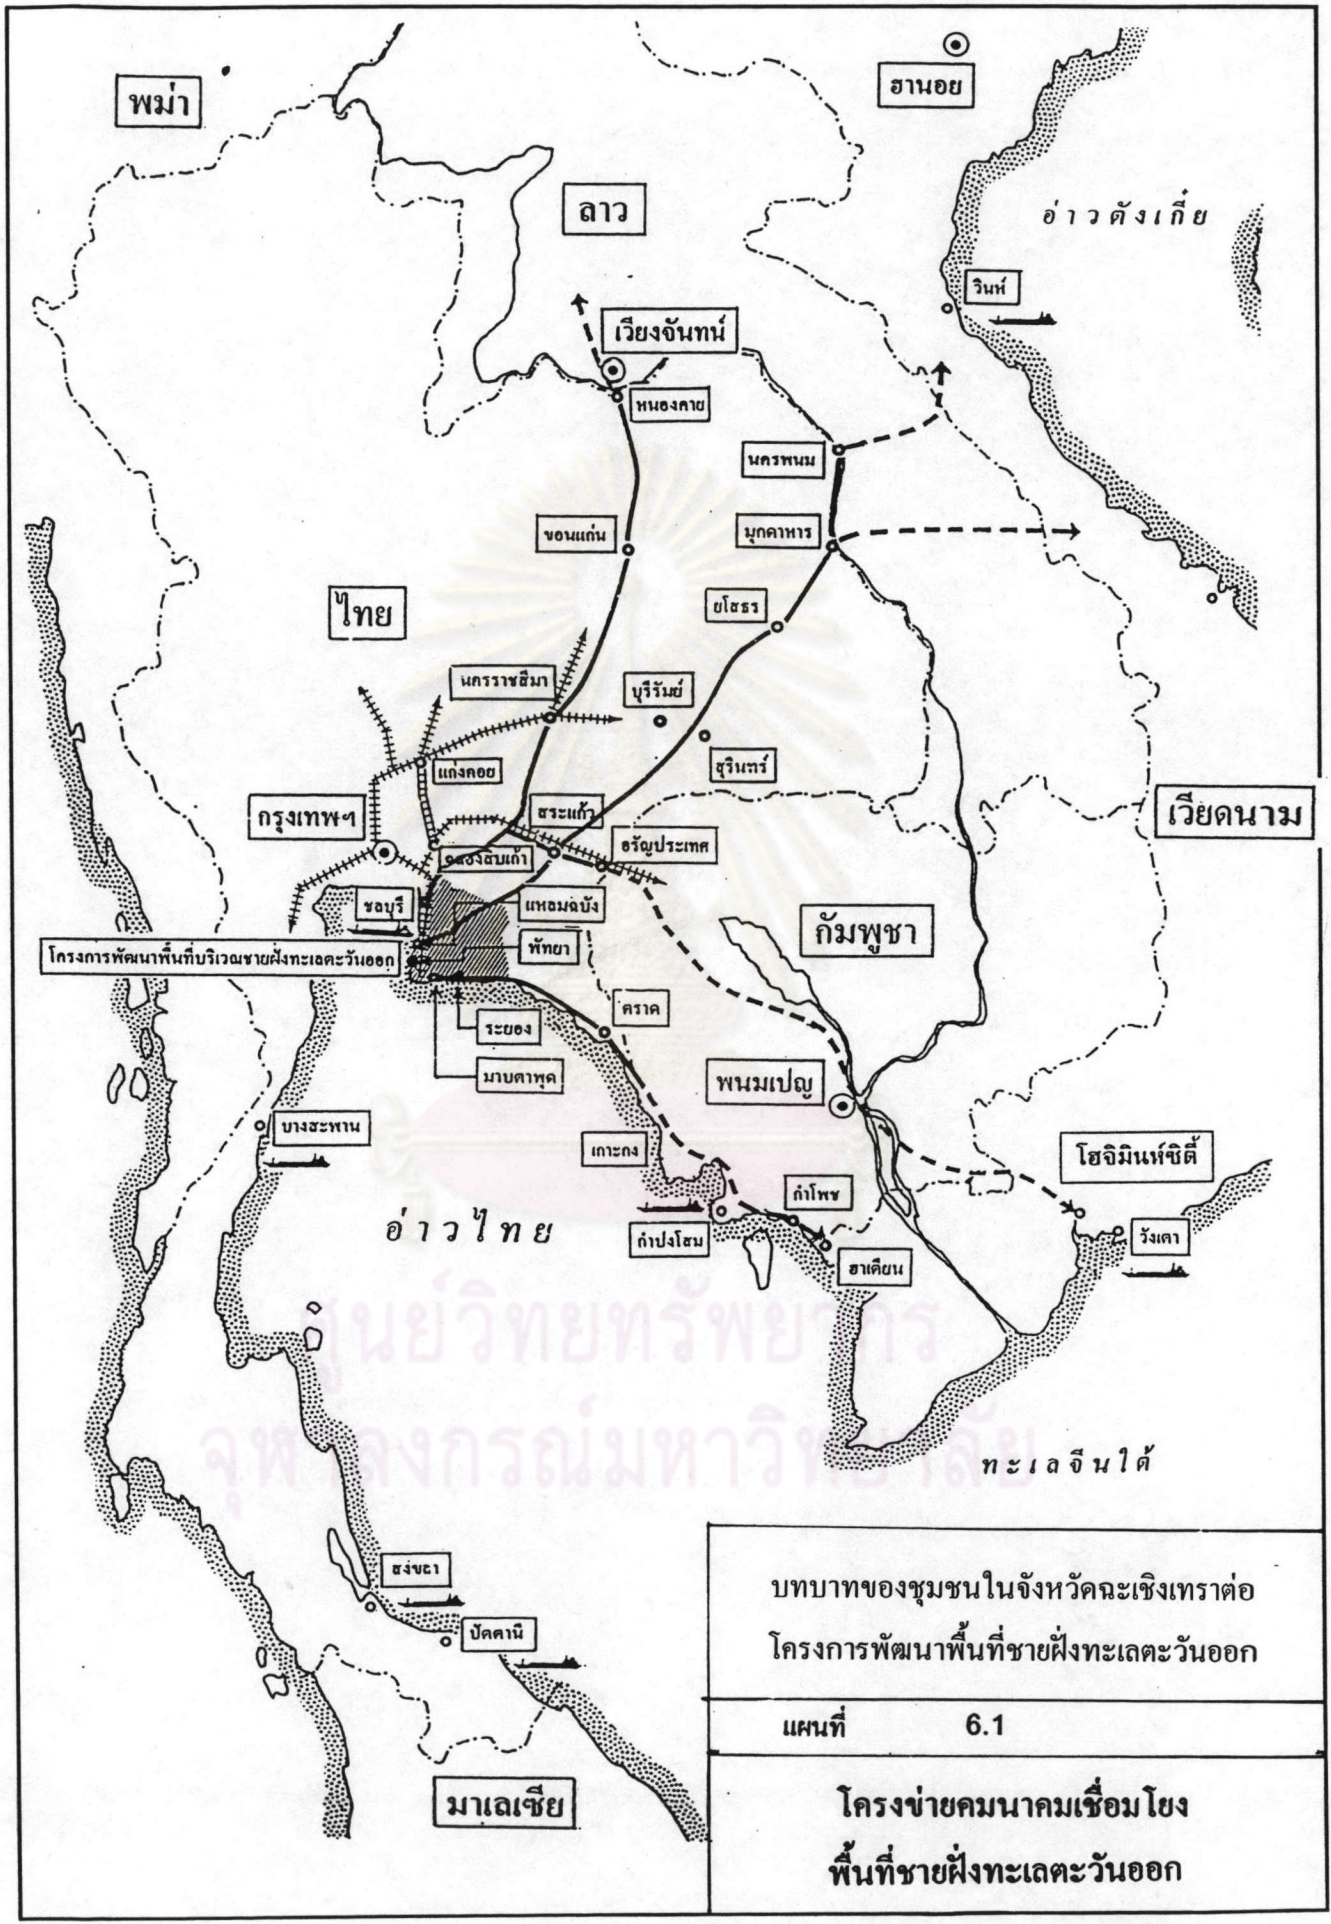 พม่า
ฮานอย
ลาว
อ่าวตังเกี๋ย
วินห์
เวียงจันทน์
หนองคาย
นครพนม
ขอนแก่น
มุกดาหาร
ไทย
ยโสธร
นครราชสีมา
บุรีรัมย์
สุรินทร์
แก่งคอย
กรุงเทพฯ
สระแก้ว
เวียดนาม
อรัญประเทศ
คลองสิบเก้า
ชลบุรี
แหลมฉบัง
กัมพูชา
โครงการพัฒนาพื้นที่บริเวณชายฝั่งทะเลตะวันออก
พัทยา
ตราด
ระยอง
มาบตาพุด
พนมเปญ
บางสะพาน
เกาะกง
โฮจิมินห์ซิตี้
กำโพช
อ่าวไทย
กำปงโสม
วังเตา
ฮาเตียน
ศูนย์วิทยทรัพยากร
จุฬาลงกรณ์มหาวิทยาลัย
ทะเลจีนใต้
สงขลา
ปัตตานี
มาเลเซีย
บทบาทของชุมชนในจังหวัดฉะเชิงเทราต่อ
โครงการพัฒนาพื้นที่ชายฝั่งทะเลตะวันออก
แผนที่ 6.1
โครงข่ายคมนาคมเชื่อมโยง
พื้นที่ชายฝั่งทะเลตะวันออก